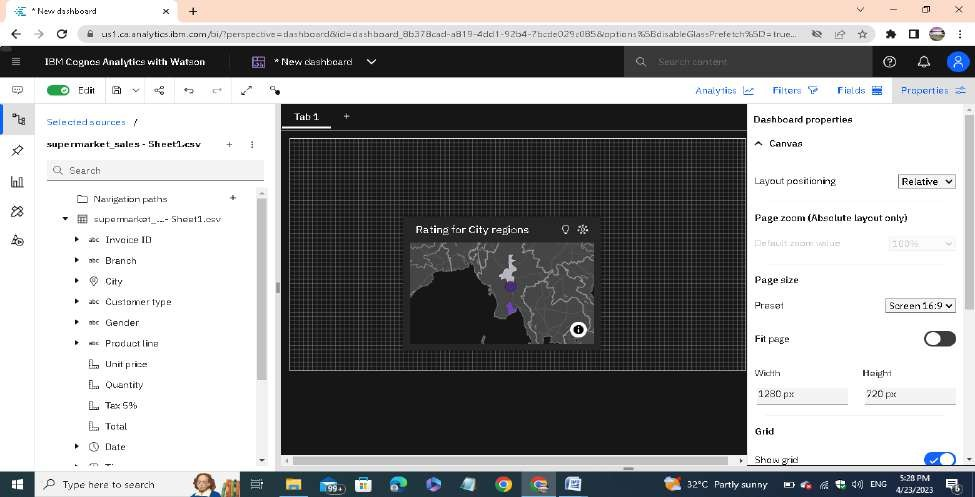 * New dashboard
us1.ca.analytics.ibm.com/bi/?perspective=dashboard&id=dashboard_8b378cad-a819-4dd1-92b4-7bcde029c085&options%5BdisableGlassPrefetch%5D=true...
IBM Cognos Analytics with Watson
* New dashboard
Search content
Edit
Analytics
Filters
Fields
Properties
Selected sources /
supermarket_sales - Sheet1.csv
Search
Navigation paths
supermarket_...- Sheet1.csv
abc Invoice ID
abc Branch
City
abc Customer type
abc Gender
abc Product line
Unit price
Quantity
Tax 5%
Total
Date
Tab 1
Rating for City regions
Dashboard properties
Canvas
Layout positioning
Relative
Page zoom (Absolute layout only)
Default zoom value
100%
Page size
Preset
Screen 16:9
Fit page
Width
Height
1280 px
720 px
Grid
Show grid
Type here to search
99+
32°C Partly sunny
ENG
5:28 PM
4/23/2023
6